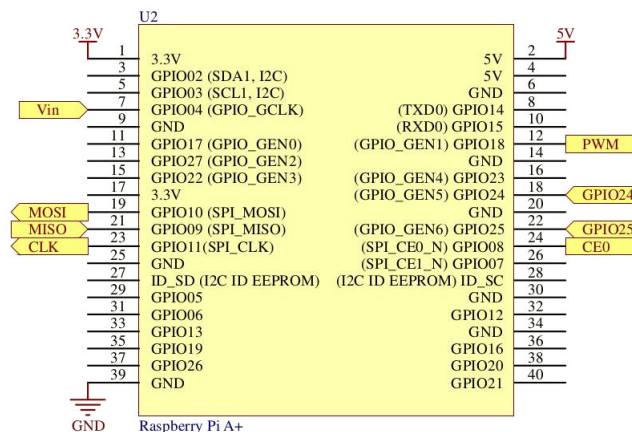 U2
3.3V 5V
1 3.3V 5V 2
3 GPIO02 (SDA1, I2C) 5V 4
5 GPIO03 (SCL1, I2C) GND 6
Vin 7 GPIO04 (GPIO_GCLK) (TXD0) GPIO14 8
9 GND (RXD0) GPIO15 10
11 GPIO17 (GPIO_GEN0) (GPIO_GEN1) GPIO18 12 PWM
13 GPIO27 (GPIO_GEN2) GND 14
15 GPIO22 (GPIO_GEN3) (GPIO_GEN4) GPIO23 16
17 3.3V (GPIO_GEN5) GPIO24 18 GPIO24
MOSI 19 GPIO10 (SPI_MOSI) GND 20
MISO 21 GPIO09 (SPI_MISO) (GPIO_GEN6) GPIO25 22 GPIO25
CLK 23 GPIO11(SPI_CLK) (SPI_CE0_N) GPIO08 24 CE0
25 GND (SPI_CE1_N) GPIO07 26
27 ID_SD (I2C ID EEPROM) (I2C ID EEPROM) ID_SC 28
29 GPIO05 GND 30
31 GPIO06 GPIO12 32
33 GPIO13 GND 34
35 GPIO19 GPIO16 36
37 GPIO26 GPIO20 38
39 GND GPIO21 40
GND Raspberry Pi A+